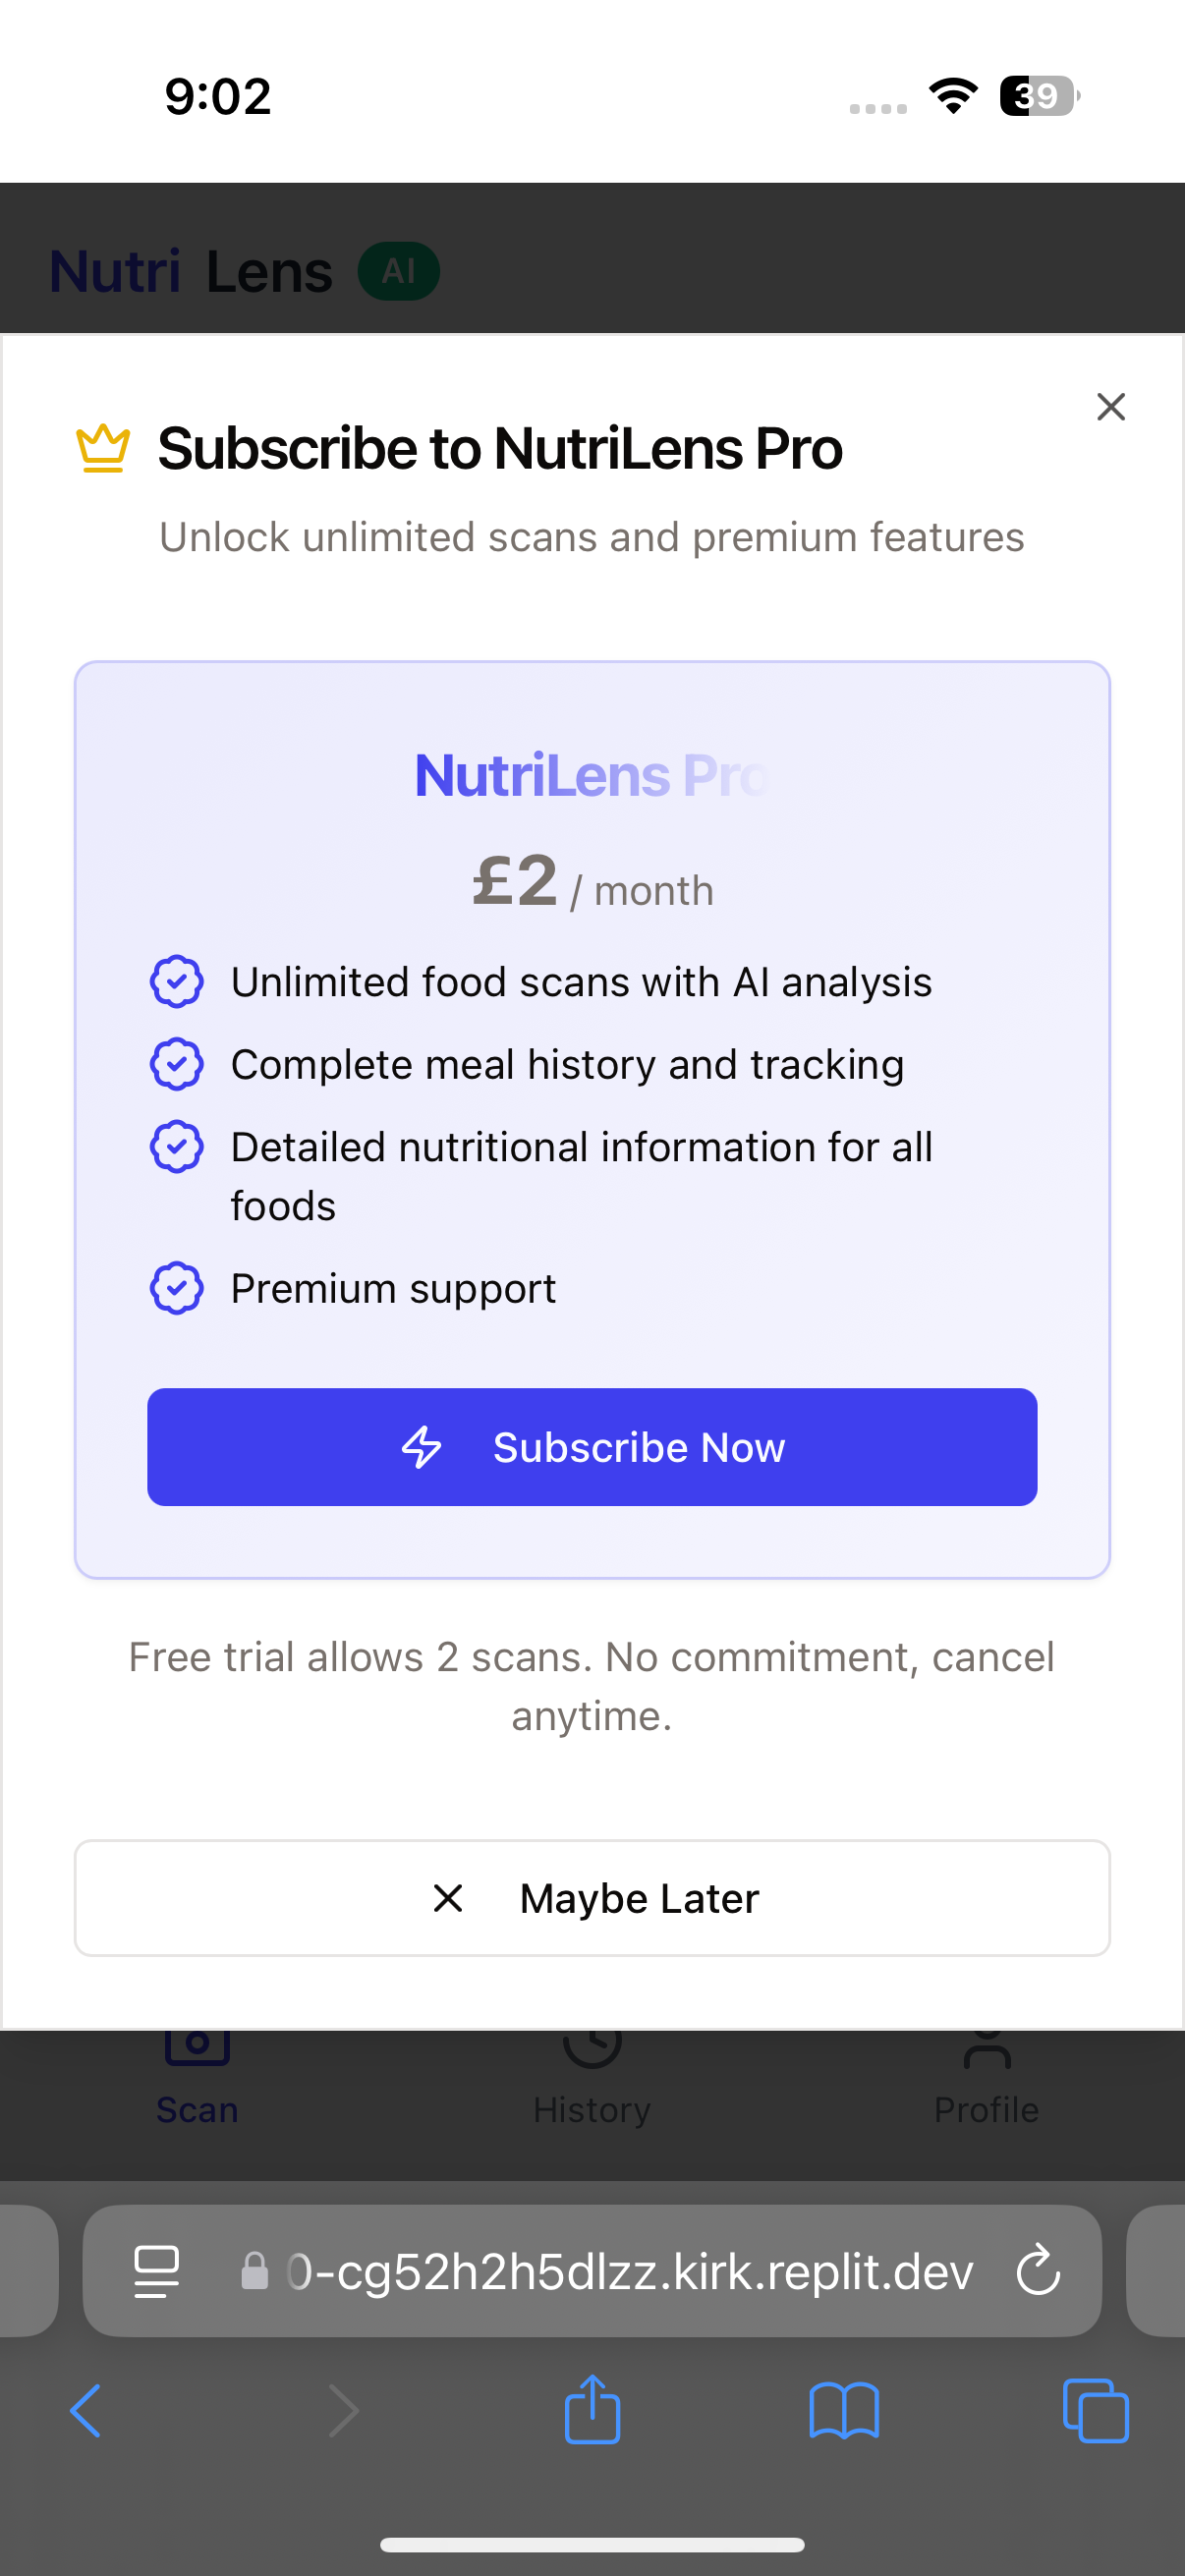 9:02
39
Nutri Lens AI
Subscribe to NutriLens Pro
Unlock unlimited scans and premium features
NutriLens Pro
£2 / month
Unlimited food scans with AI analysis
Complete meal history and tracking
Detailed nutritional information for all
foods
Premium support
Subscribe Now
Free trial allows 2 scans. No commitment, cancel
anytime.
Maybe Later
Scan History Profile
0-cg52h2h5dlzz.kirk.replit.dev